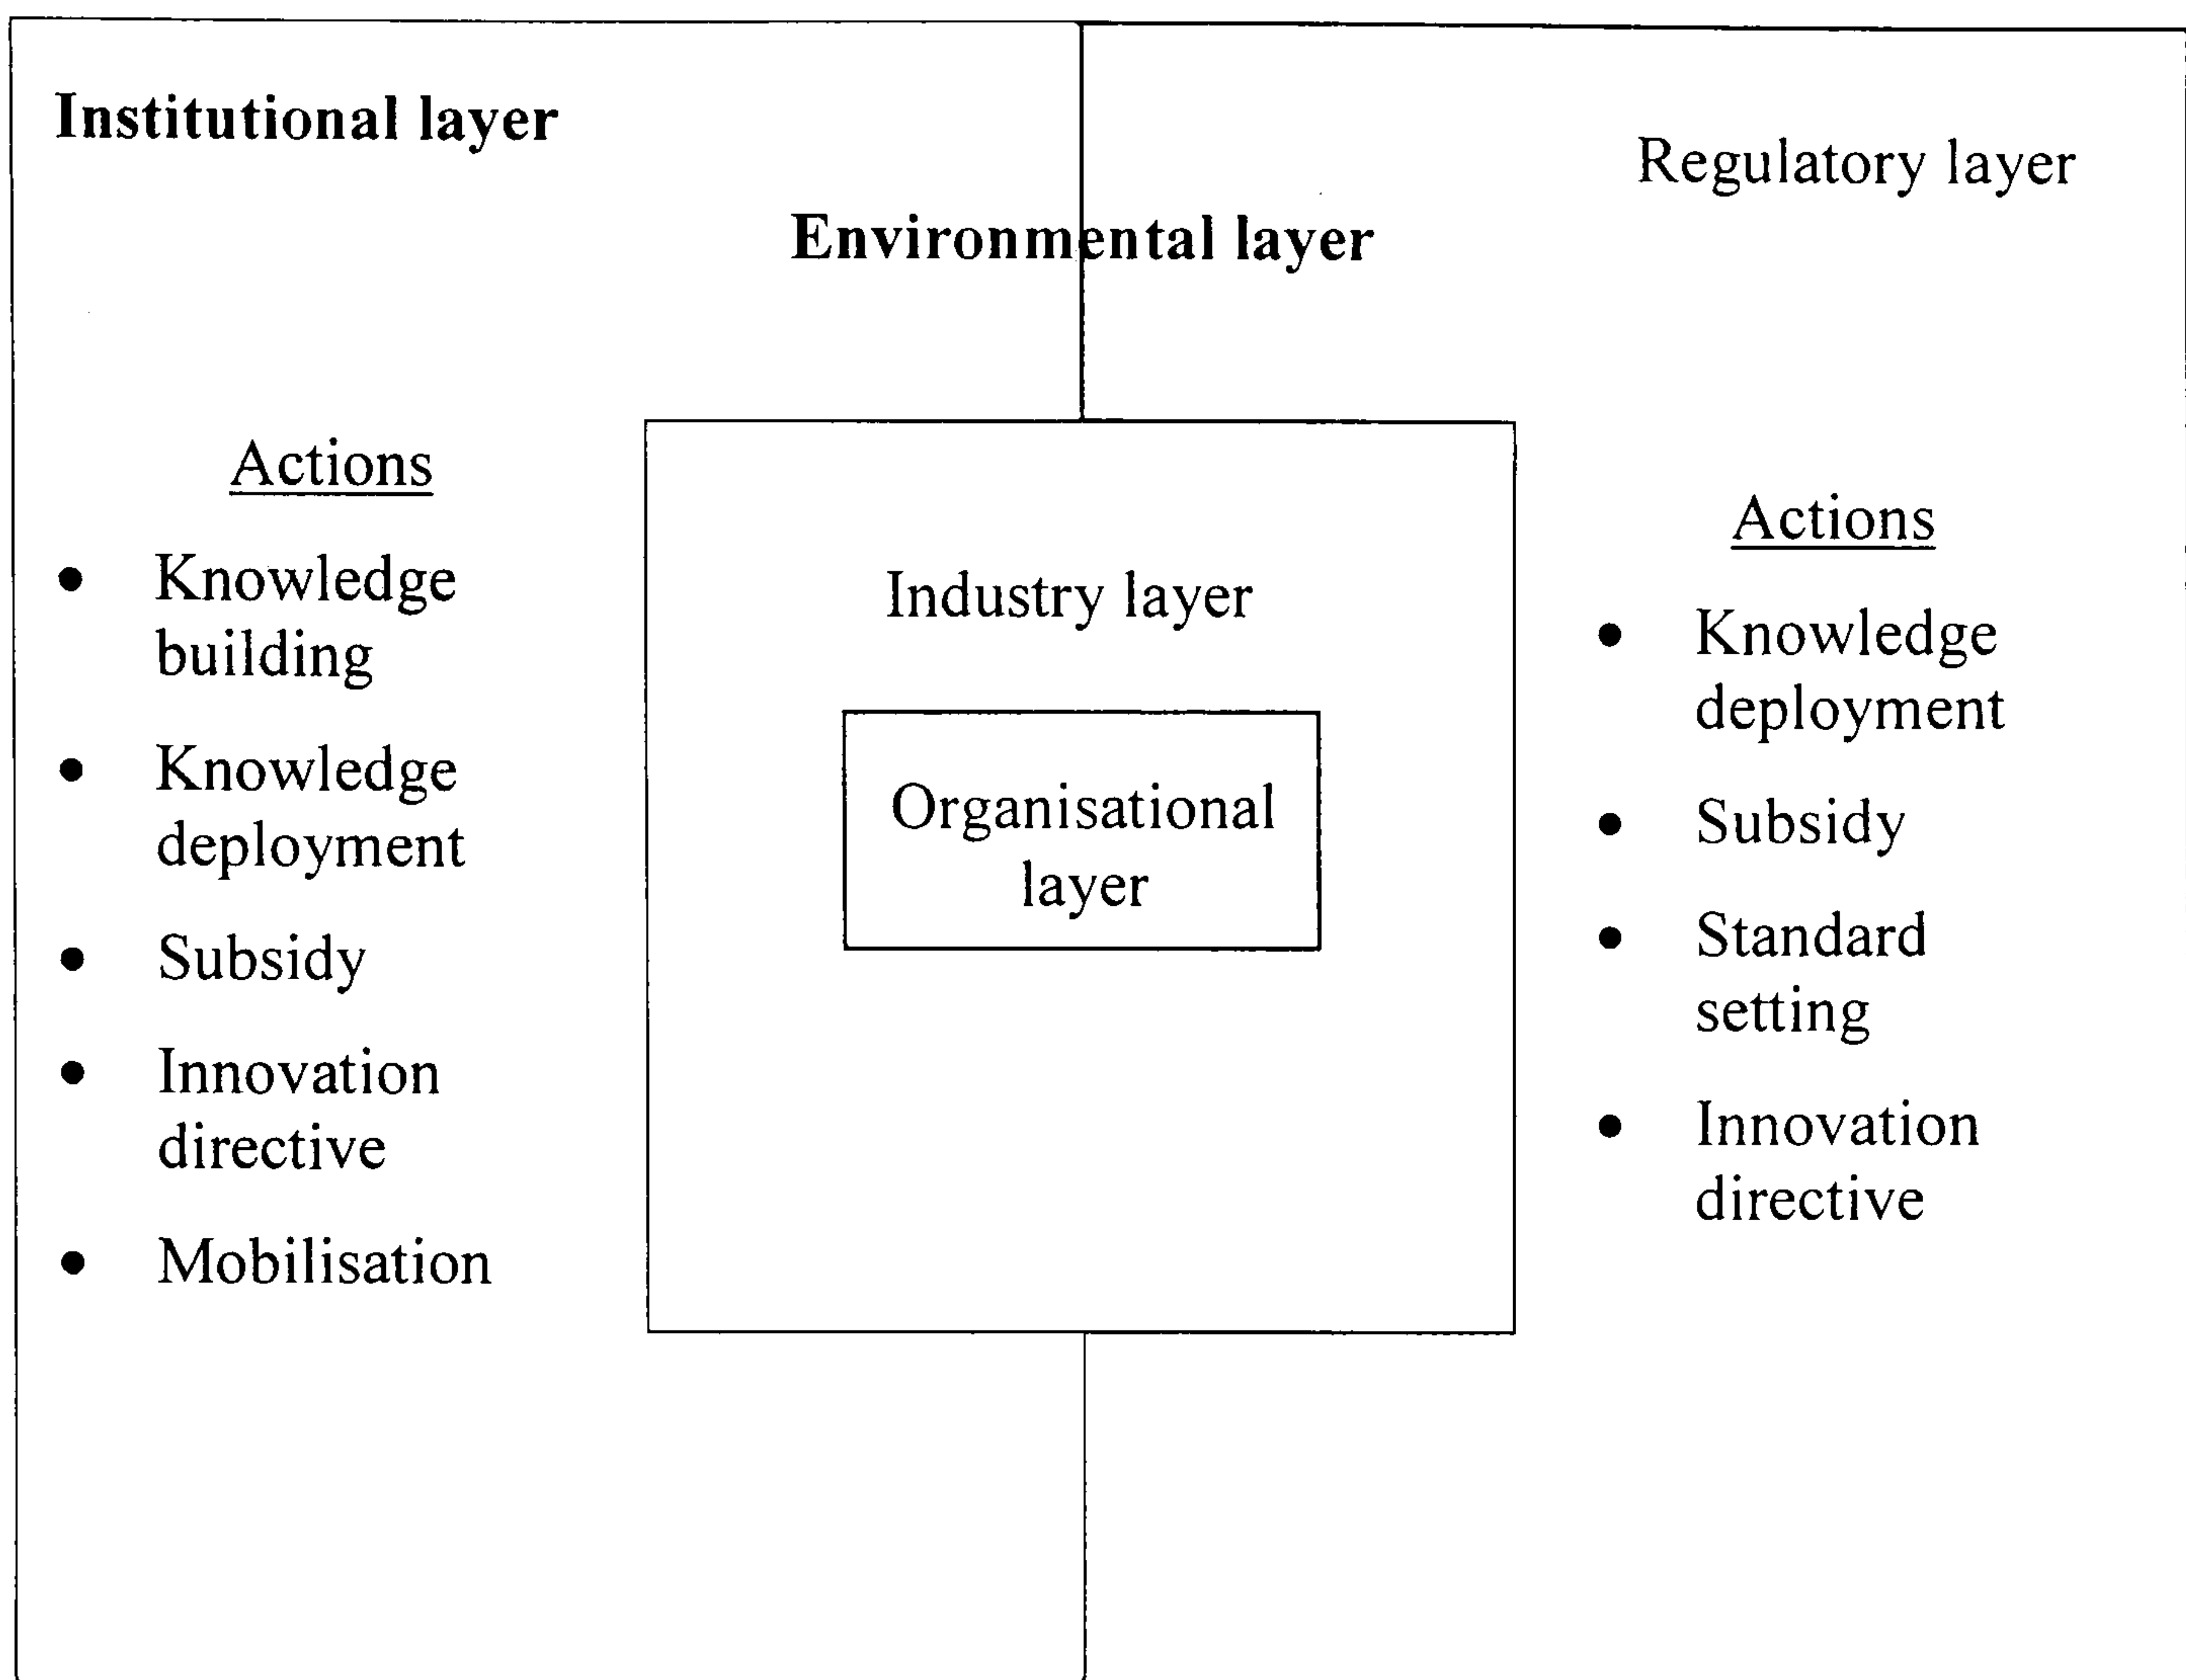 Institutional layer
Regulatory layer
Environmental layer
Actions
• Knowledge
building
• Knowledge
deployment
• Subsidy
• Innovation
directive
• Mobilisation
Industry layer
Organisational
layer
Actions
• Knowledge
deployment
• Subsidy
• Standard
setting
• Innovation
directive